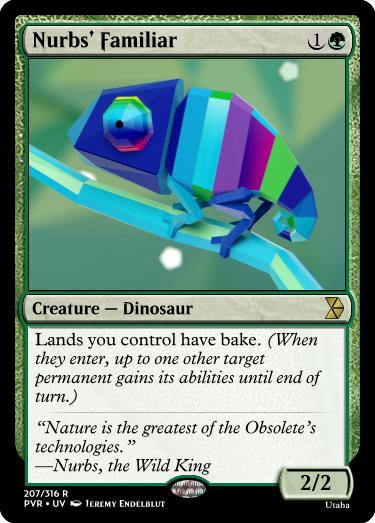 Nurbs' Familiar 1
Creature — Dinosaur
Lands you control have bake. (When
they enter, up to one other target
permanent gains its abilities until end of
turn.)
“Nature is the greatest of the Obsolete’s
technologies.”
—Nurbs, the Wild King
2/2
207/316 R
PVR • UV Jeremy Endelblut
Utaha